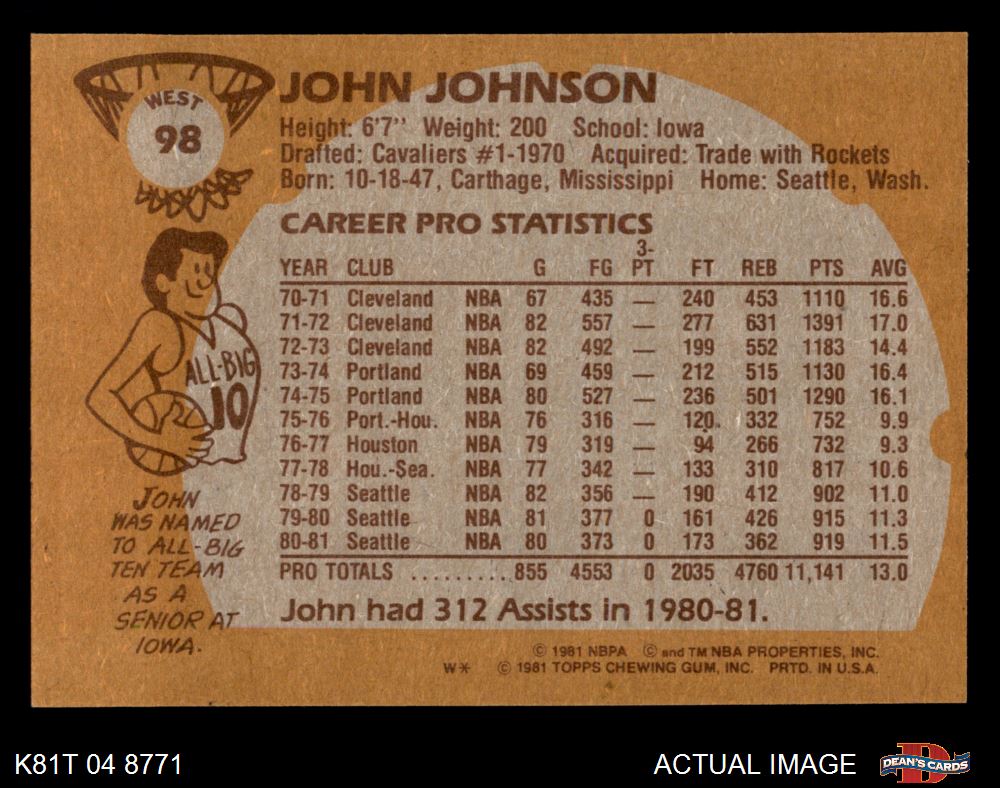 WEST
98
JOHN JOHNSON
Height: 6'7'' Weight: 200 School: Iowa
Drafted: Cavaliers #1-1970 Acquired: Trade with Rockets
Born: 10-18-47, Carthage, Mississippi Home: Seattle, Wash.
CAREER PRO STATISTICS
YEAR CLUB G FG 3-PT FT REB PTS AVG
70-71 Cleveland NBA 67 435 — 240 453 1110 16.6
71-72 Cleveland NBA 82 557 — 277 631 1391 17.0
72-73 Cleveland NBA 82 492 — 199 552 1183 14.4
73-74 Portland NBA 69 459 — 212 515 1130 16.4
74-75 Portland NBA 80 527 — 236 501 1290 16.1
75-76 Port.-Hou. NBA 76 316 — 120 332 752 9.9
76-77 Houston NBA 79 319 — 94 266 732 9.3
77-78 Hou.-Sea. NBA 77 342 — 133 310 817 10.6
78-79 Seattle NBA 82 356 — 190 412 902 11.0
79-80 Seattle NBA 81 377 0 161 426 915 11.3
80-81 Seattle NBA 80 373 0 173 362 919 11.5
PRO TOTALS .......... 855 4553 0 2035 4760 11,141 13.0
John had 312 Assists in 1980-81.
ALL-BIG
10
JOHN
WAS NAMED
TO ALL-BIG
TEN TEAM
AS A
SENIOR AT
IOWA.
© 1981 NBPA © and TM NBA PROPERTIES, INC.
W* © 1981 TOPPS CHEWING GUM, INC. PRTD. IN U.S.A.
K81T 04 8771
ACTUAL IMAGE
D
DEAN'S CARDS